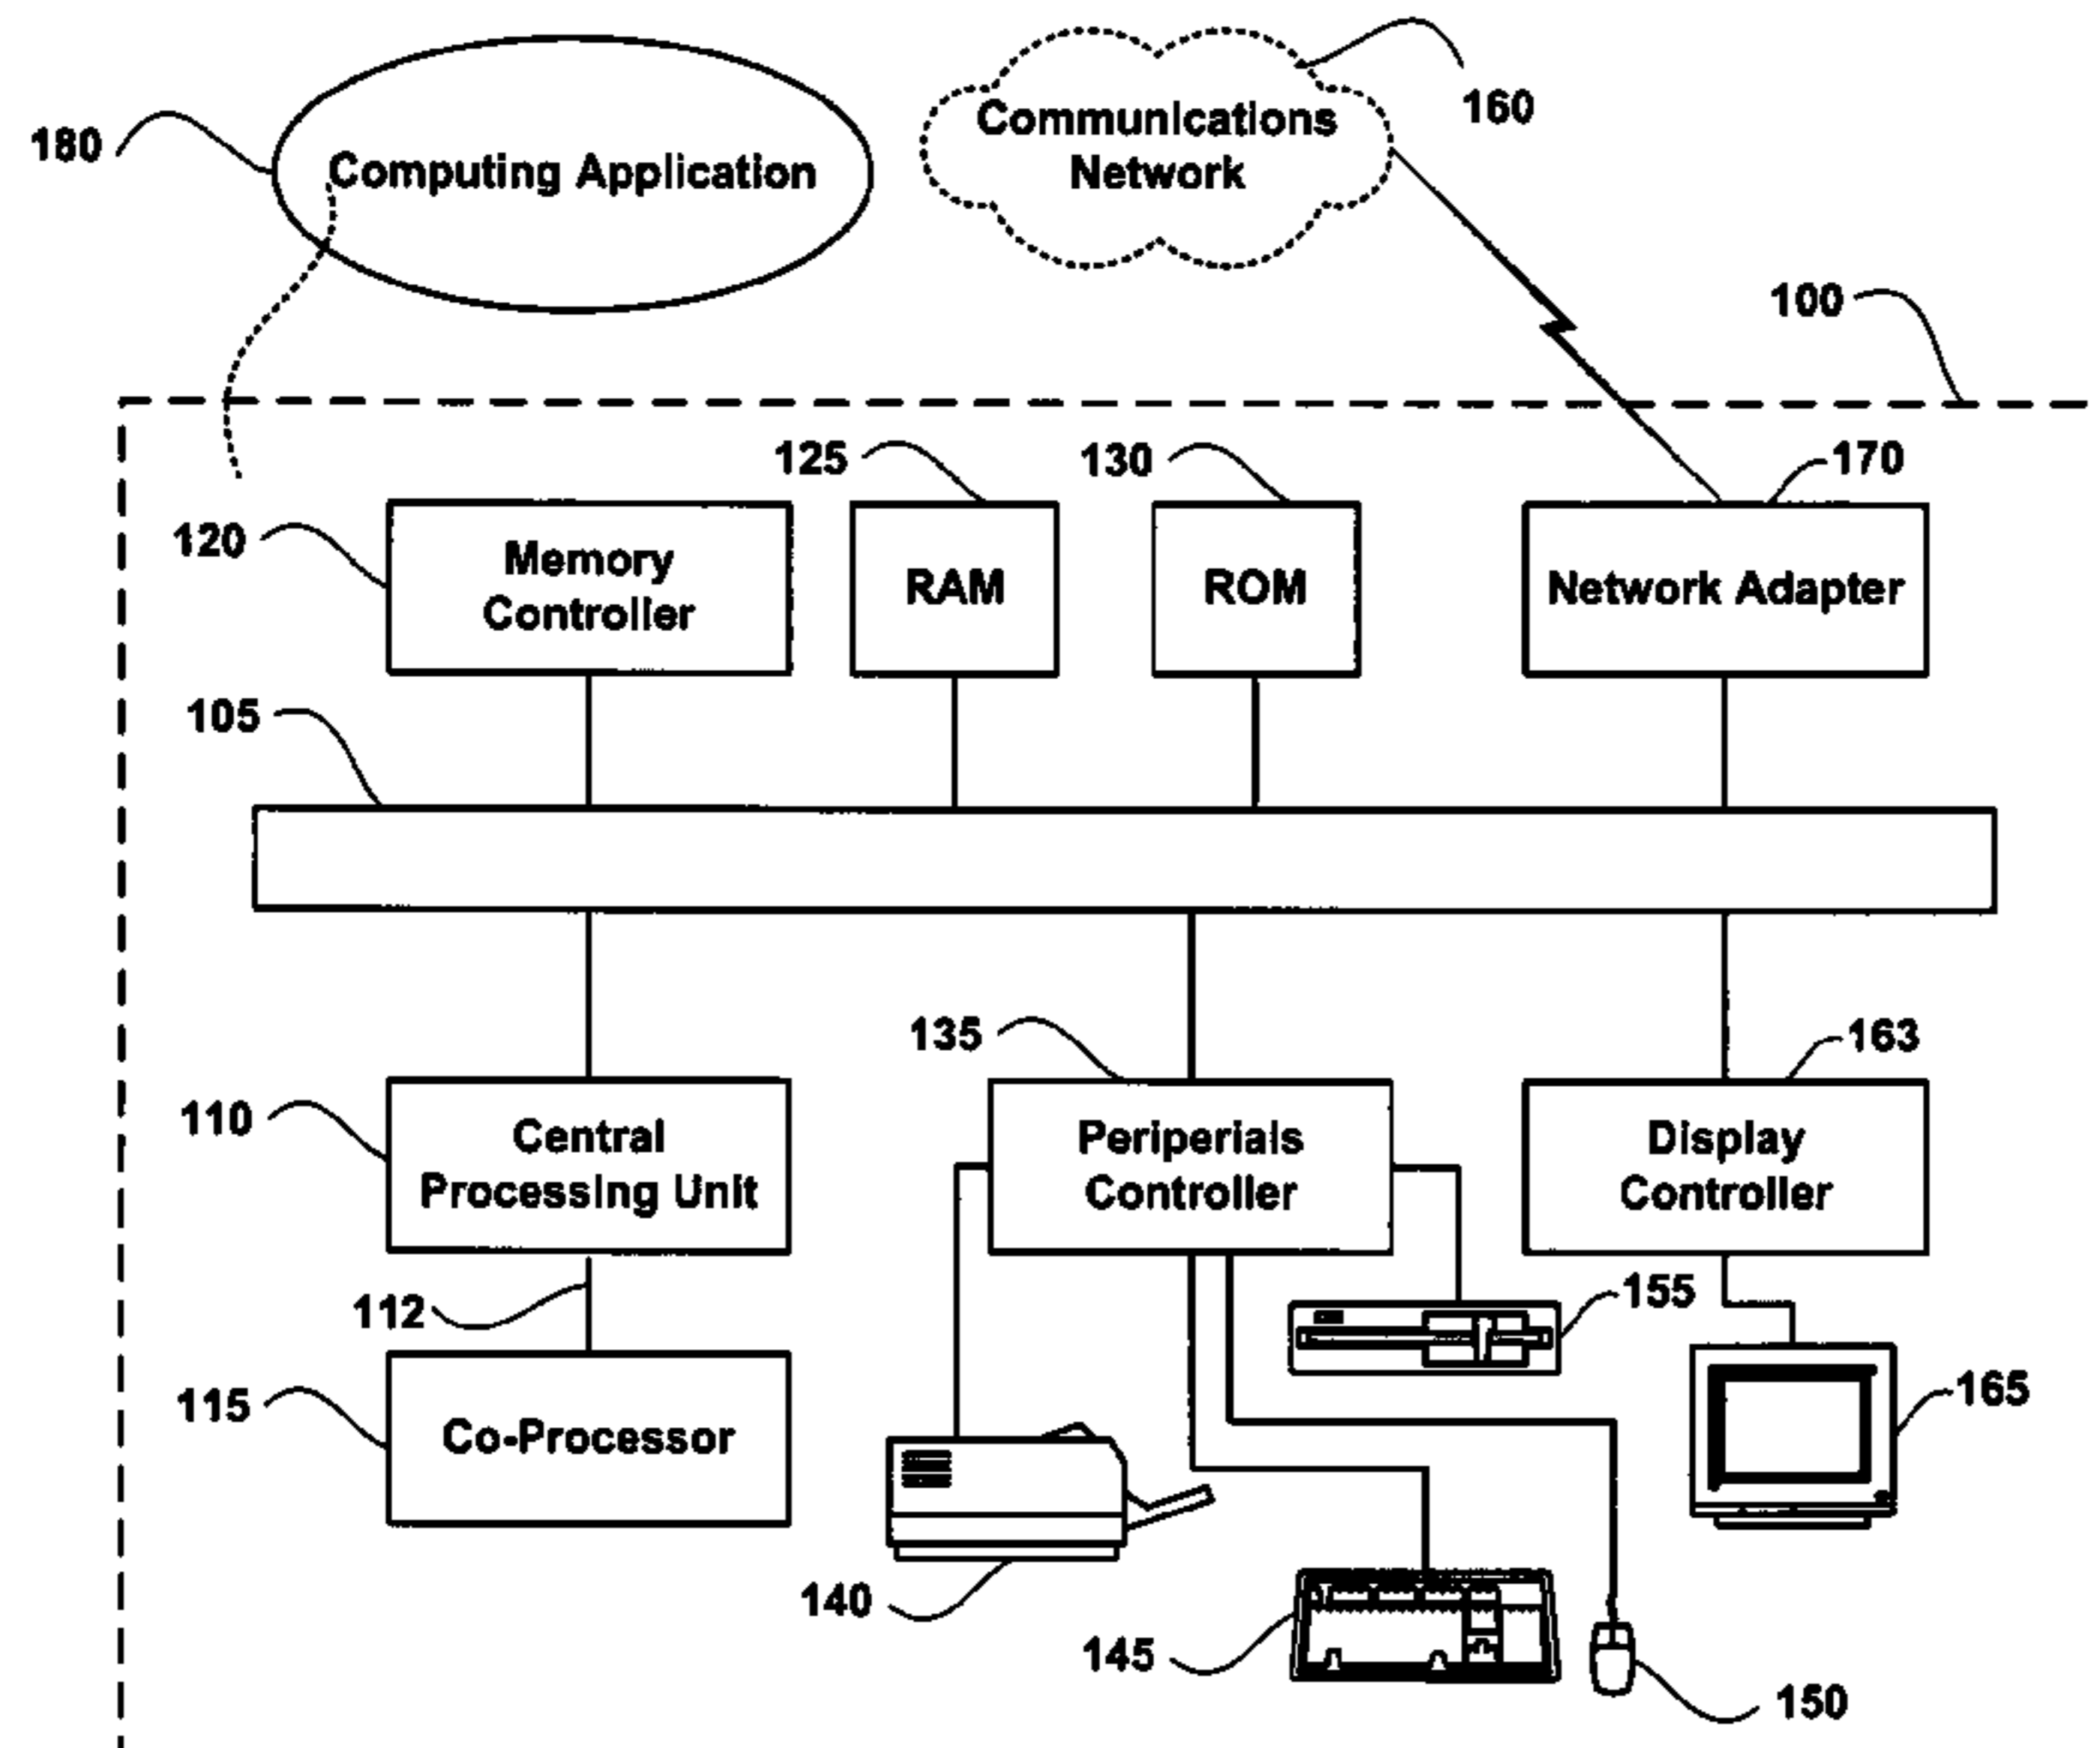 180
Computing Application
Communications
Network
160
100
125
130
170
120
Memory
Controller
RAM
ROM
Network Adapter
105
135
163
110
Central
Processing Unit
Periperials
Controller
Display
Controller
112
155
115
Co-Processor
165
140
145
150